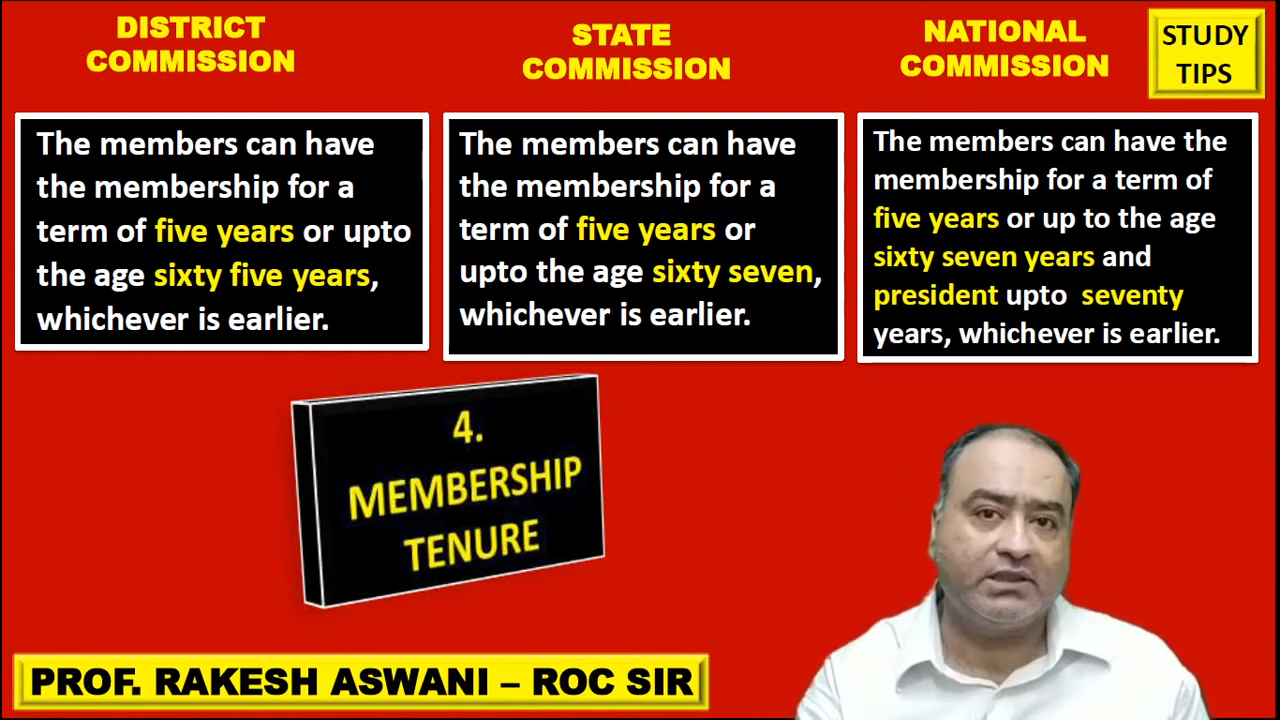 DISTRICT
COMMISSION
STATE
COMMISSION
NATIONAL
COMMISSION
STUDY
TIPS
The members can have
the membership for a
term of five years or upto
the age sixty five years,
whichever is earlier.
The members can have
the membership for a
term of five years or
upto the age sixty seven,
whichever is earlier.
The members can have the
membership for a term of
five years or up to the age
sixty seven years and
president upto seventy
years, whichever is earlier.
4.
MEMBERSHIP
TENURE
PROF. RAKESH ASWANI – ROC SIR